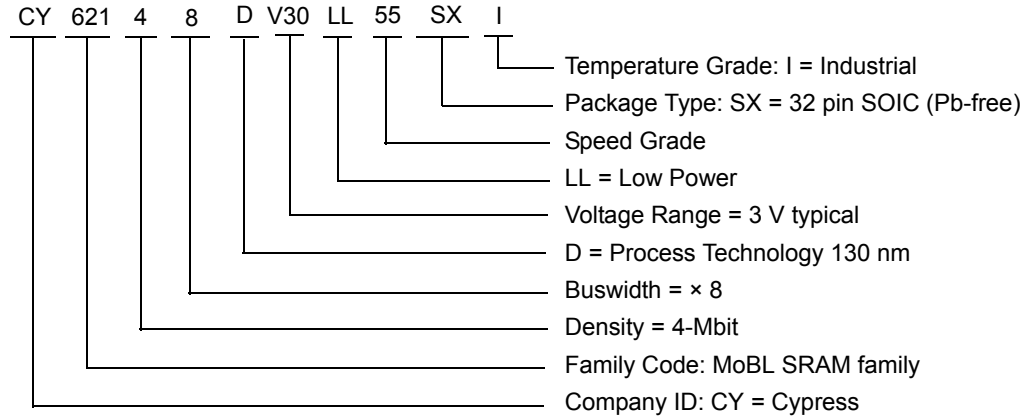 CY 621 4 8 D V30 LL 55 SX I
Temperature Grade: I = Industrial
Package Type: SX = 32 pin SOIC (Pb-free)
Speed Grade
LL = Low Power
Voltage Range = 3 V typical
D = Process Technology 130 nm
Buswidth = × 8
Density = 4-Mbit
Family Code: MoBL SRAM family
Company ID: CY = Cypress